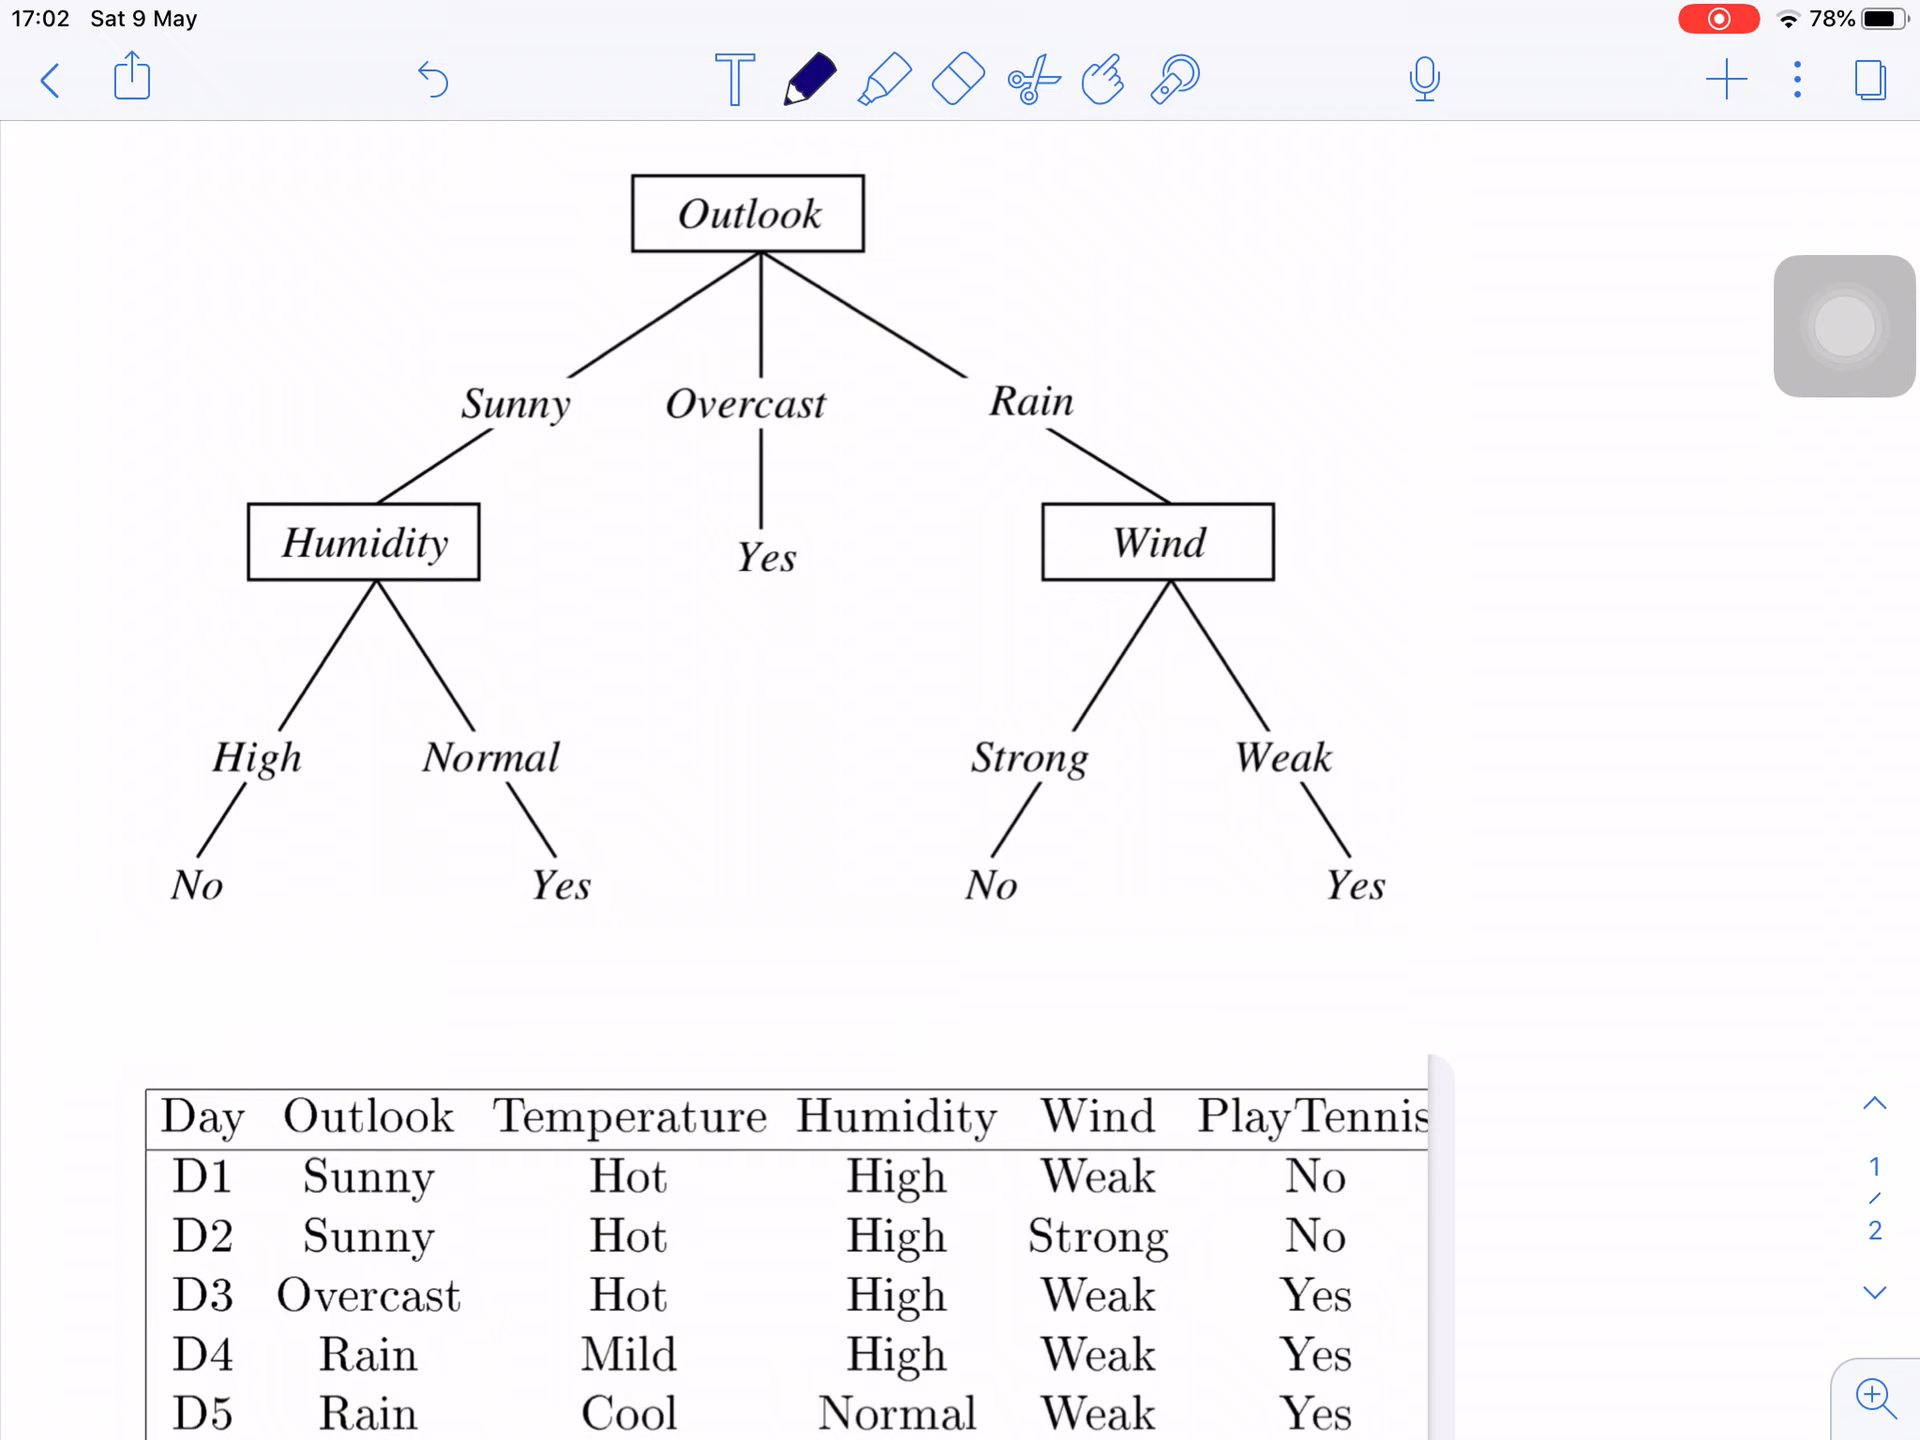 17:02 Sat 9 May 78%
Outlook
Sunny Overcast Rain
Humidity Yes Wind
High Normal Strong Weak
No Yes No Yes
Day Outlook Temperature Humidity Wind PlayTennis
D1 Sunny Hot High Weak No
D2 Sunny Hot High Strong No
D3 Overcast Hot High Weak Yes
D4 Rain Mild High Weak Yes
D5 Rain Cool Normal Weak Yes
1
/
2